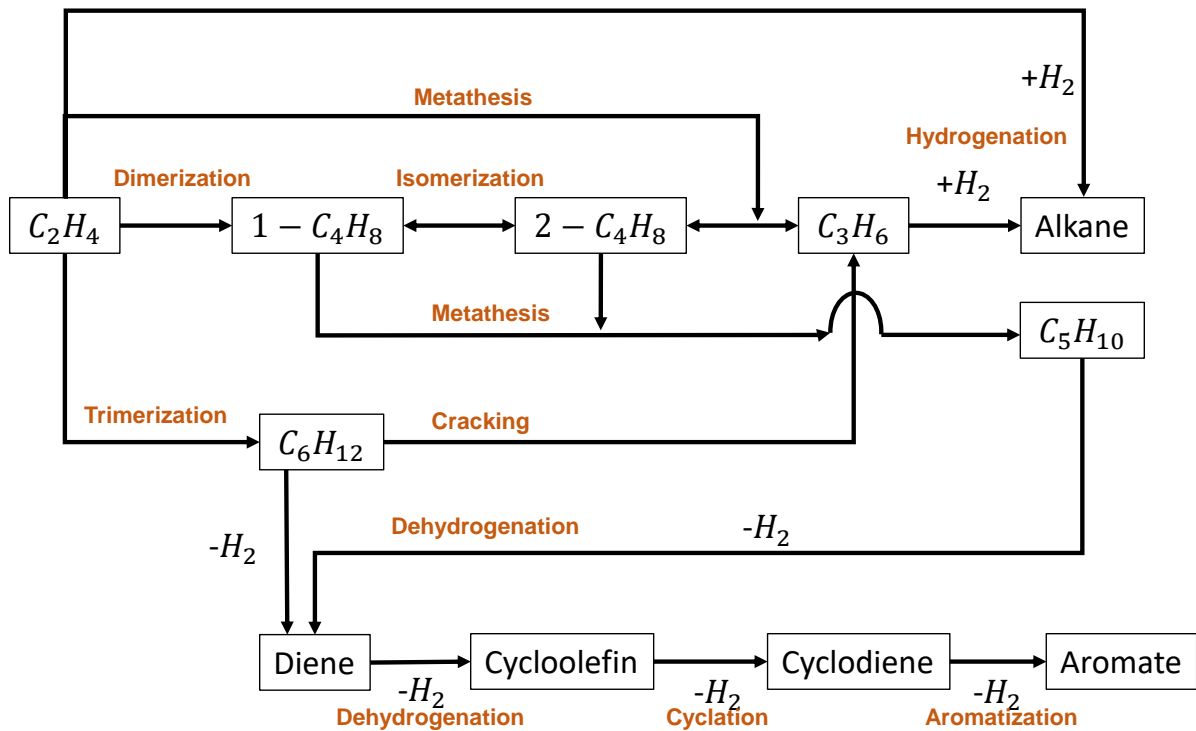 +H₂
Metathesis
Hydrogenation
Dimerization
Isomerization
+H₂
C₂H₄
1 − C₄H₈
2 − C₄H₈
C₃H₆
Alkane
Metathesis
C₅H₁₀
Trimerization
Cracking
C₆H₁₂
Dehydrogenation
-H₂
-H₂
Diene
Cycloolefin
Cyclodiene
Aromate
-H₂
-H₂
-H₂
Dehydrogenation
Cyclation
Aromatization